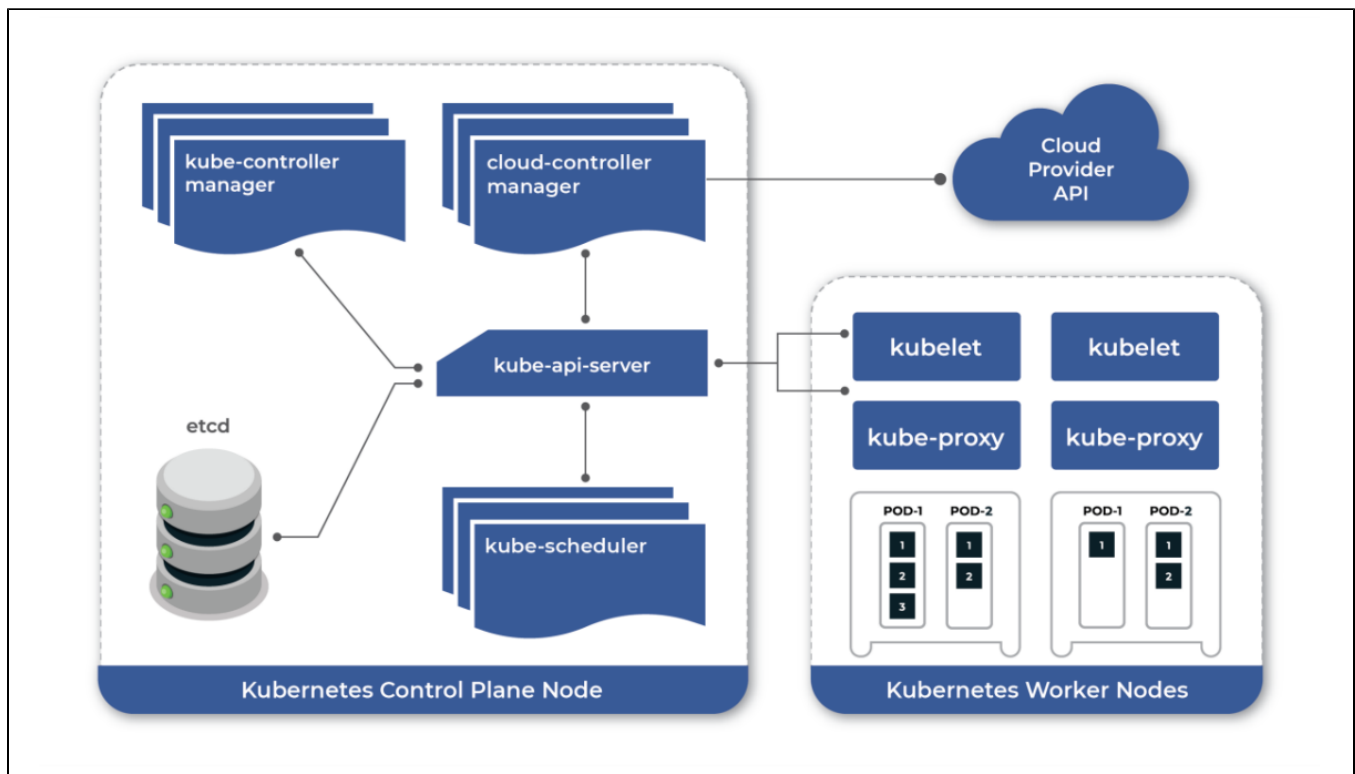 kube-controller
manager
cloud-controller
manager
Cloud
Provider
API
kube-api-server
etcd
kube-scheduler
Kubernetes Control Plane Node
kubelet
kubelet
kube-proxy
kube-proxy
POD-1
1
2
3
POD-2
1
2
POD-1
1
POD-2
1
2
Kubernetes Worker Nodes